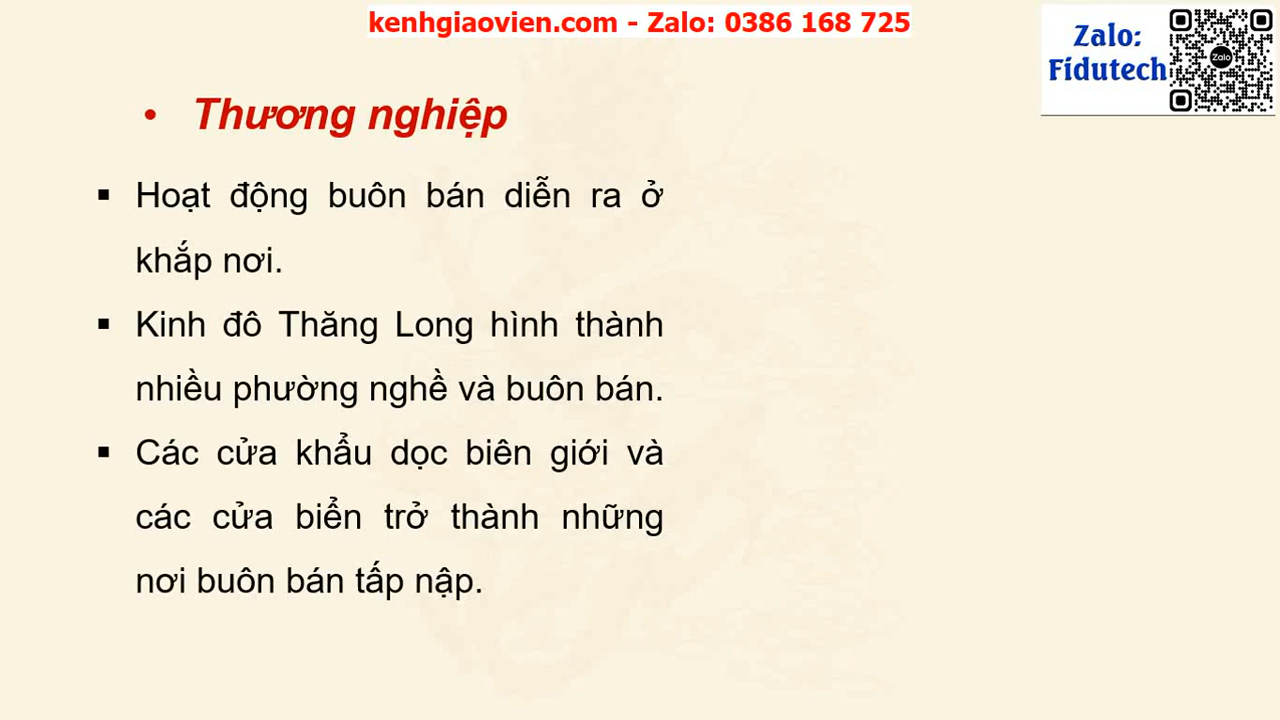 kenhgiaovien.com - Zalo: 0386 168 725
Zalo:
Fidutech
Zalo
• Thương nghiệp
▪ Hoạt động buôn bán diễn ra ở
khắp nơi.
▪ Kinh đô Thăng Long hình thành
nhiều phường nghề và buôn bán.
▪ Các cửa khẩu dọc biên giới và
các cửa biển trở thành những
nơi buôn bán tấp nập.